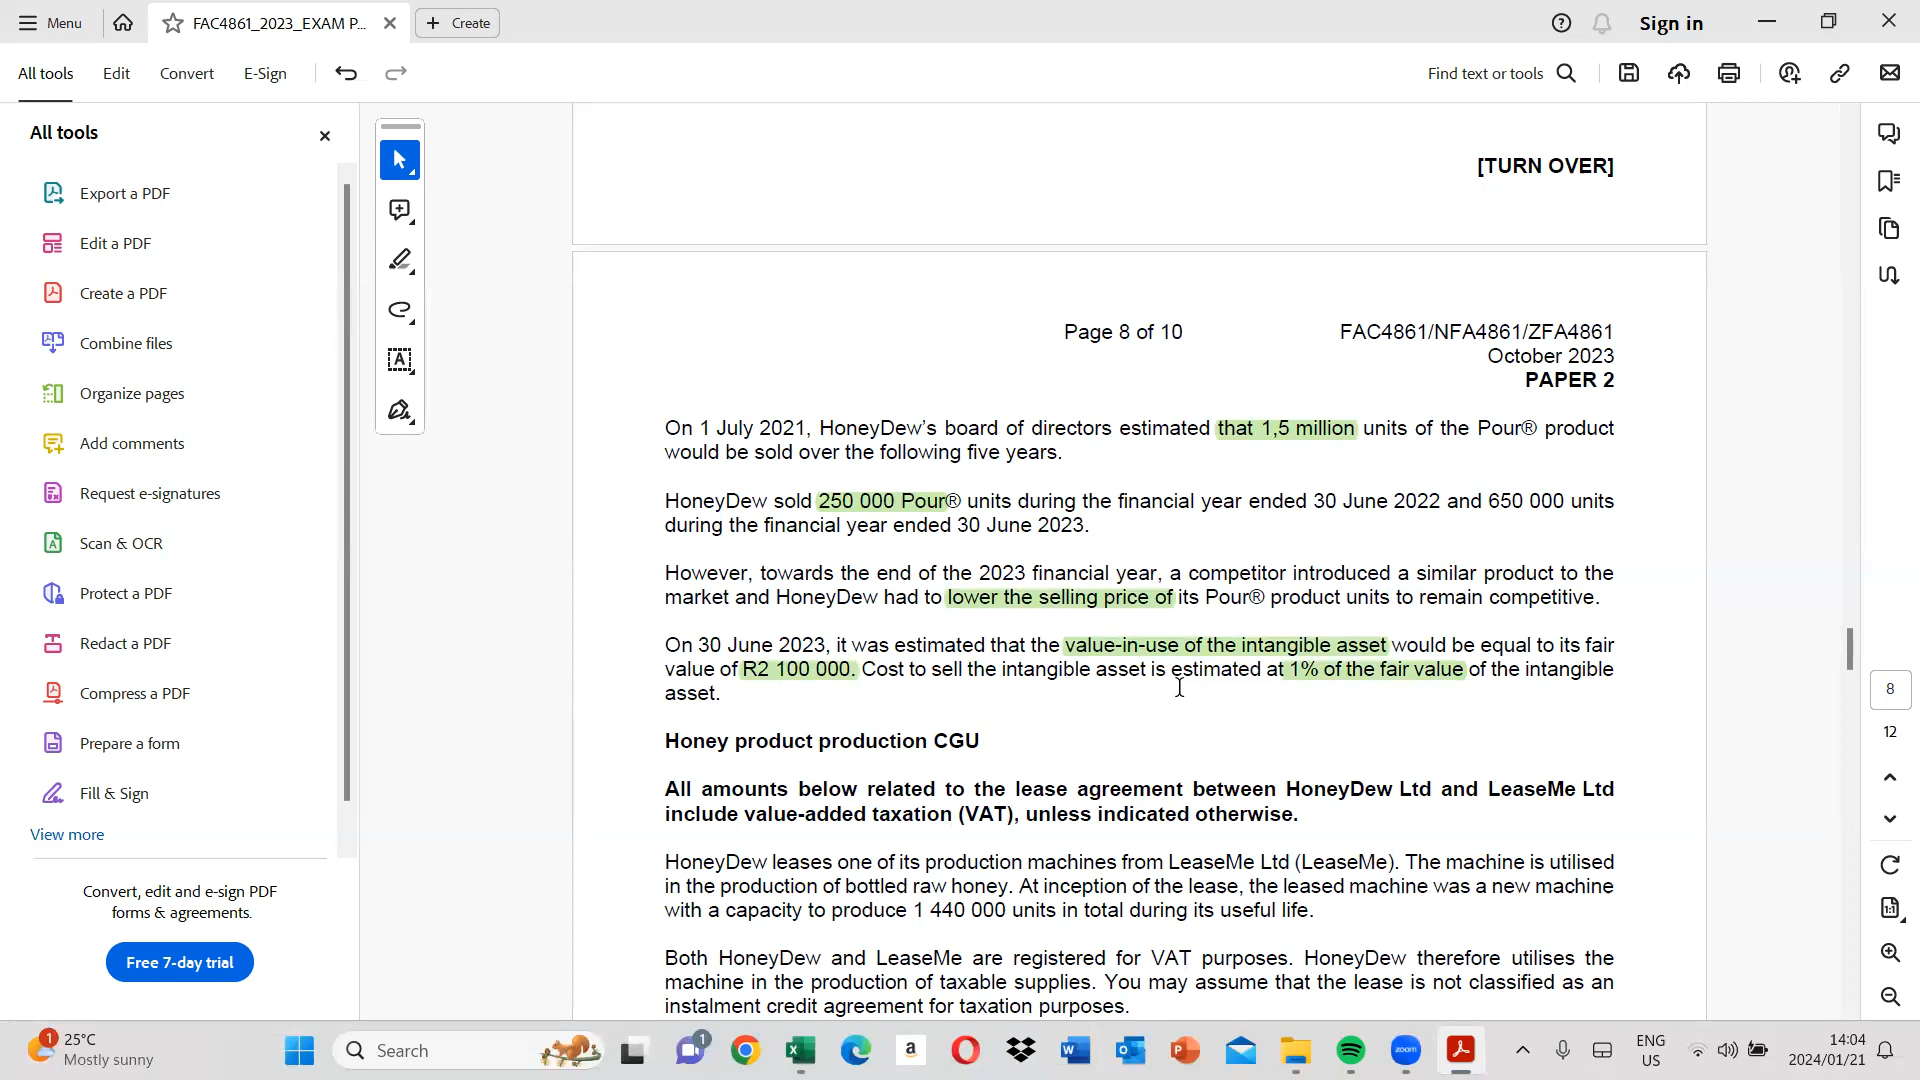 Menu
FAC4861_2023_EXAM P...
Create
Sign in
All tools
Edit
Convert
E-Sign
Find text or tools
All tools
Export a PDF
Edit a PDF
Create a PDF
Combine files
Organize pages
Add comments
Request e-signatures
Scan & OCR
Protect a PDF
Redact a PDF
Compress a PDF
Prepare a form
Fill & Sign
View more
Convert, edit and e-sign PDF
forms & agreements.
Free 7-day trial
[TURN OVER]
Page 8 of 10
FAC4861/NFA4861/ZFA4861
October 2023
PAPER 2
On 1 July 2021, HoneyDew's board of directors estimated that 1,5 million units of the Pour® product
would be sold over the following five years.
HoneyDew sold 250 000 Pour® units during the financial year ended 30 June 2022 and 650 000 units
during the financial year ended 30 June 2023.
However, towards the end of the 2023 financial year, a competitor introduced a similar product to the
market and HoneyDew had to lower the selling price of its Pour® product units to remain competitive.
On 30 June 2023, it was estimated that the value-in-use of the intangible asset would be equal to its fair
value of R2 100 000. Cost to sell the intangible asset is estimated at 1% of the fair value of the intangible
asset.
Honey product production CGU
All amounts below related to the lease agreement between HoneyDew Ltd and LeaseMe Ltd
include value-added taxation (VAT), unless indicated otherwise.
HoneyDew leases one of its production machines from LeaseMe Ltd (LeaseMe). The machine is utilised
in the production of bottled raw honey. At inception of the lease, the leased machine was a new machine
with a capacity to produce 1 440 000 units in total during its useful life.
Both HoneyDew and LeaseMe are registered for VAT purposes. HoneyDew therefore utilises the
machine in the production of taxable supplies. You may assume that the lease is not classified as an
instalment credit agreement for taxation purposes.
8
12
1:1
1
25°C
Mostly sunny
Search
1
a
zoom
ENG
US
14:04
2024/01/21